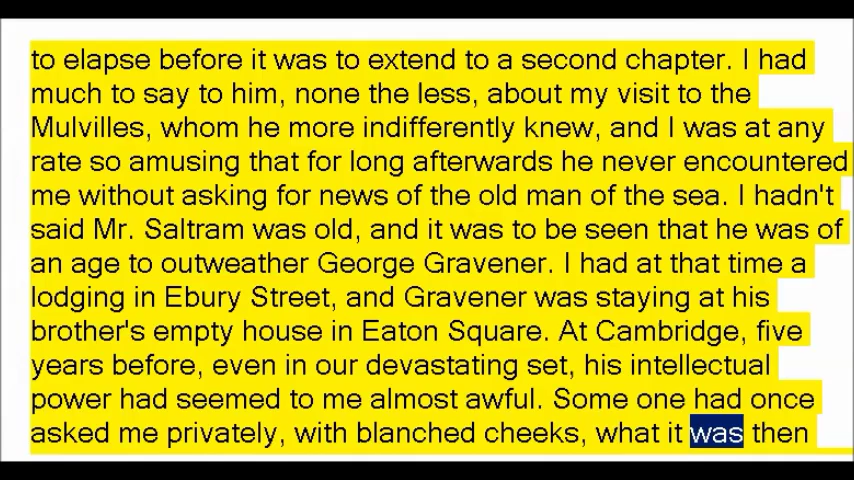 to elapse before it was to extend to a second chapter. I had
much to say to him, none the less, about my visit to the
Mulvilles, whom he more indifferently knew, and I was at any
rate so amusing that for long afterwards he never encountered
me without asking for news of the old man of the sea. I hadn't
said Mr. Saltram was old, and it was to be seen that he was of
an age to outweather George Gravener. I had at that time a
lodging in Ebury Street, and Gravener was staying at his
brother's empty house in Eaton Square. At Cambridge, five
years before, even in our devastating set, his intellectual
power had seemed to me almost awful. Some one had once
asked me privately, with blanched cheeks, what it was then